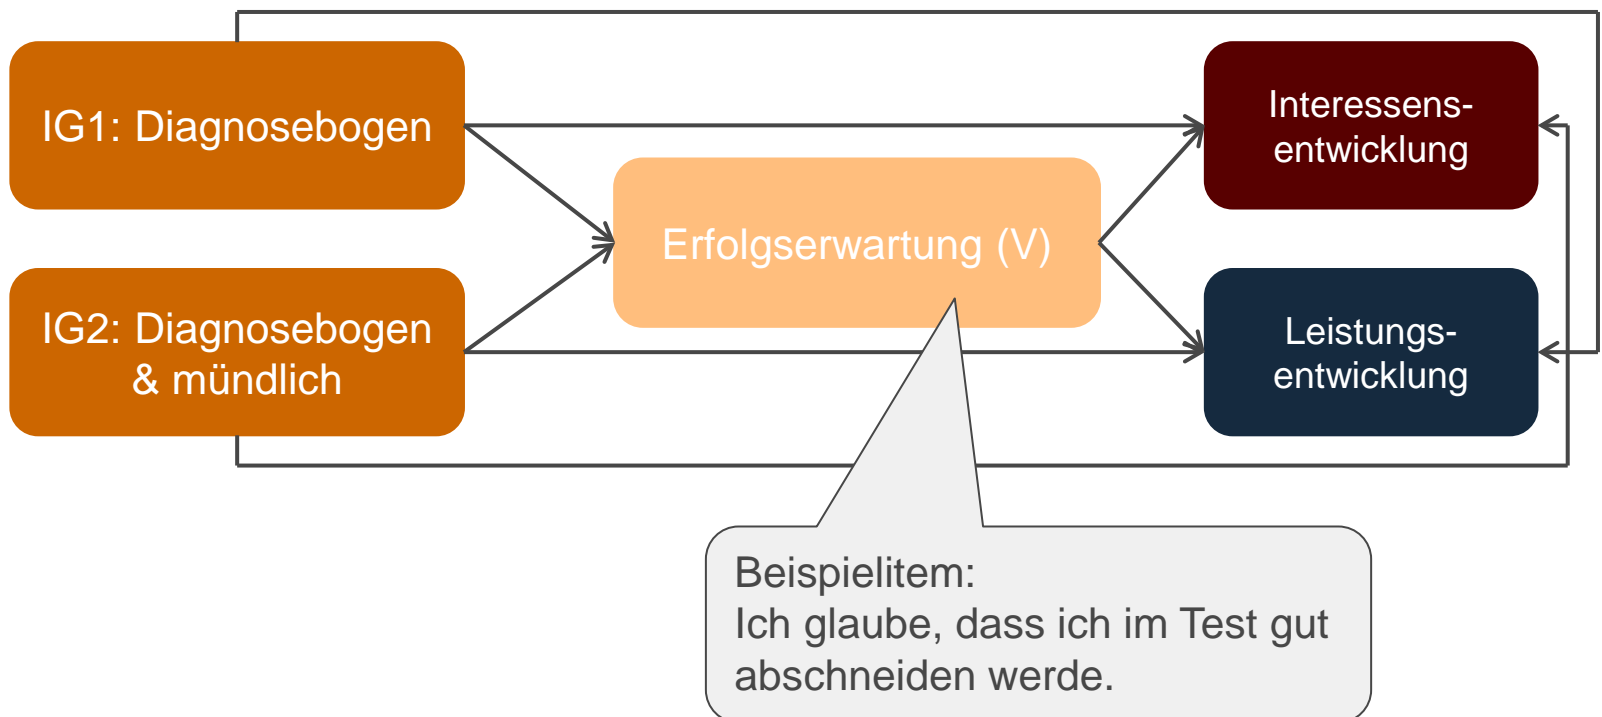 IG1: Diagnosebogen
Interessens-
entwicklung
Erfolgserwartung (V)
IG2: Diagnosebogen
& mündlich
Leistungs-
entwicklung
Beispielitem:
Ich glaube, dass ich im Test gut
abschneiden werde.